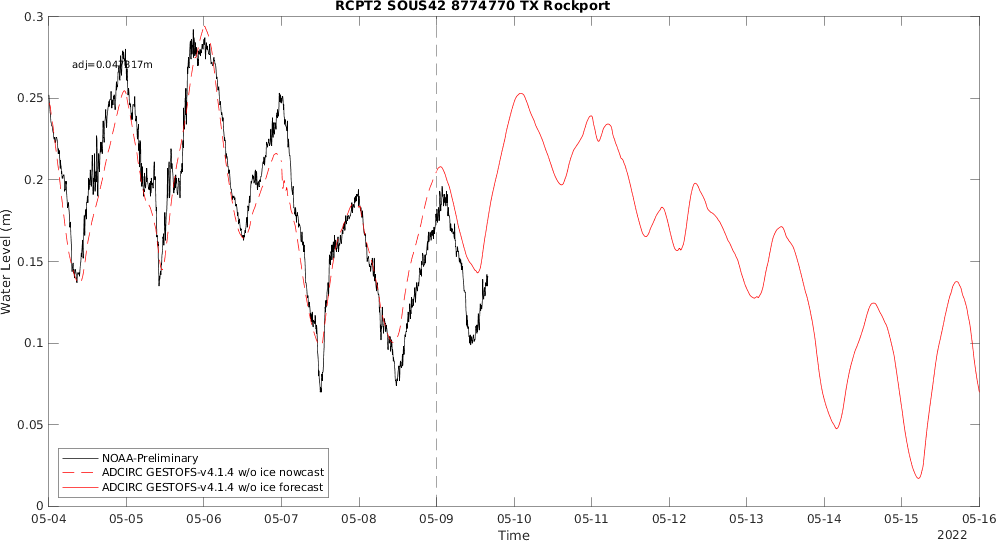 RCPT2 SOUS42 8774770 TX Rockport
0.3
0.25
0.2
0.15
0.1
0.05
0
Water Level (m)
NOAA-Preliminary
ADCIRC GESTOFS-v4.1.4 w/o ice nowcast
ADCIRC GESTOFS-v4.1.4 w/o ice forecast
05-04 05-05 05-06 05-07 05-08 05-09 05-10 05-11 05-12 05-13 05-14 05-15 05-16
Time
2022